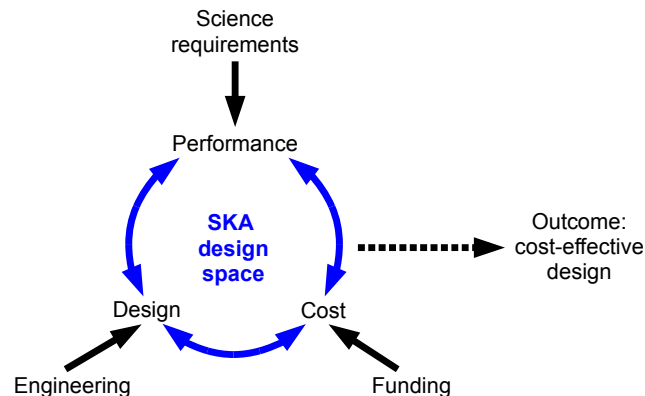 Science
requirements
Performance
SKA
design
space
Outcome:
cost-effective
design
Design
Cost
Engineering
Funding